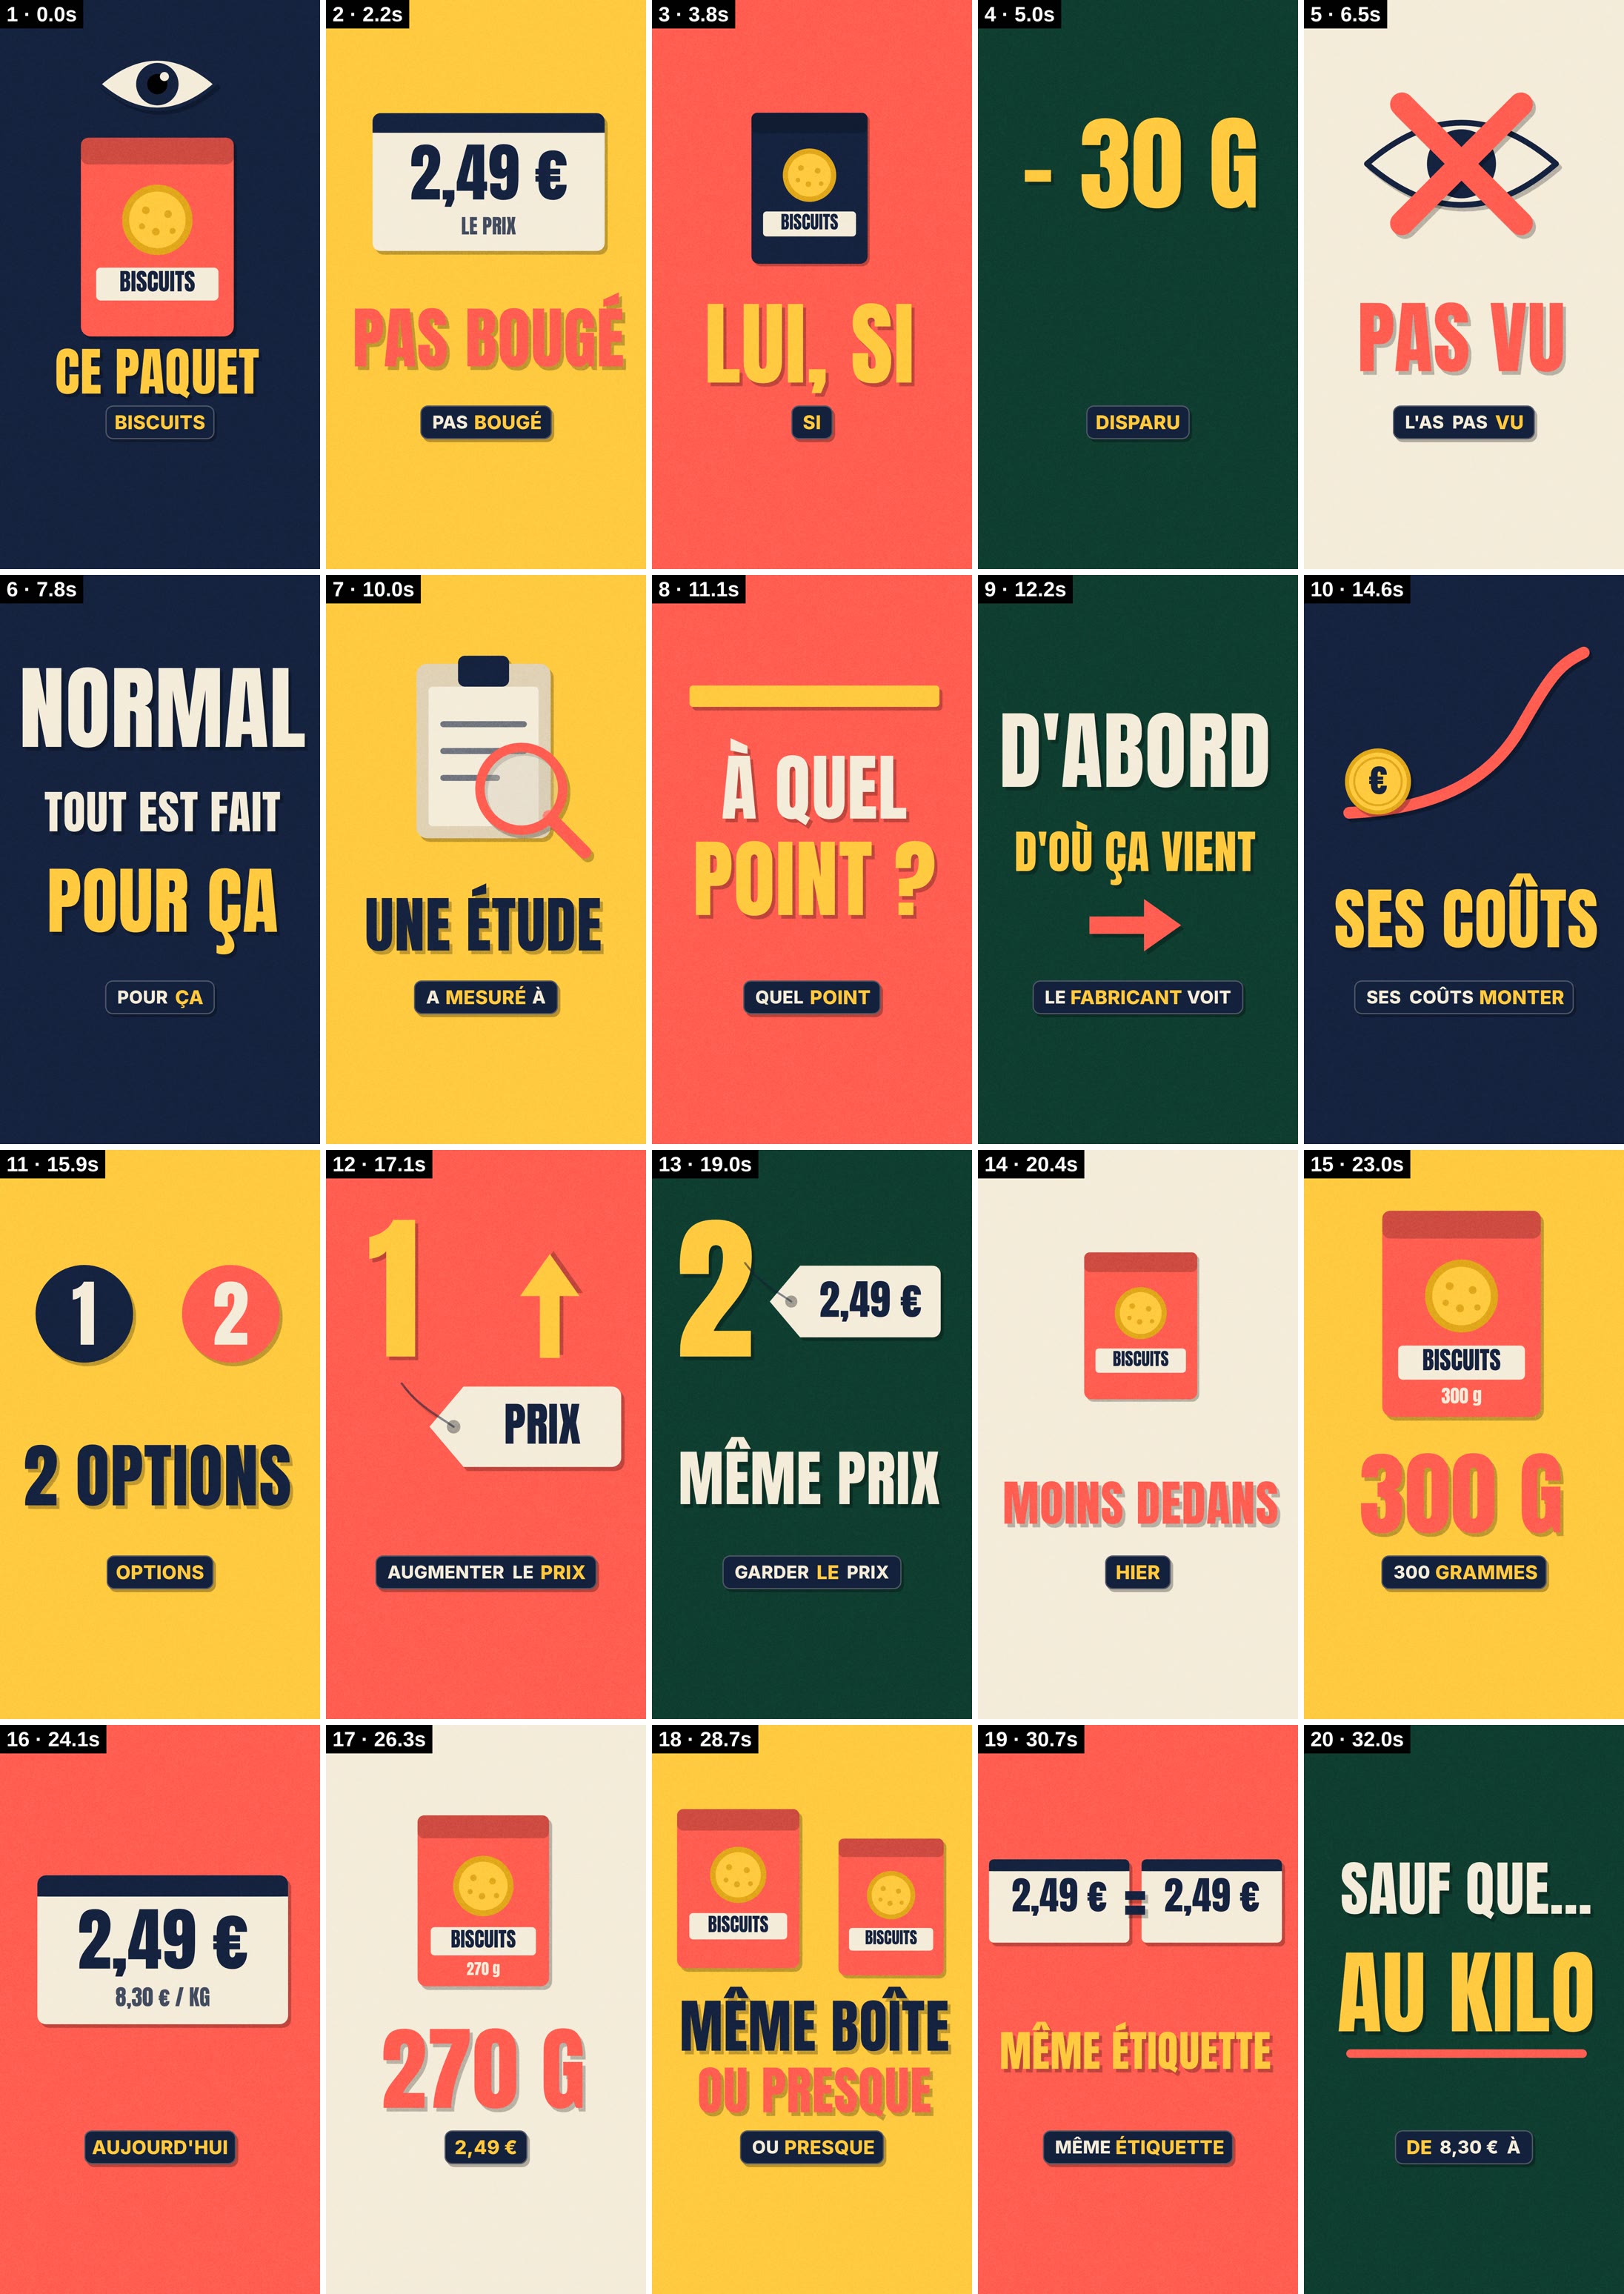 1 · 0.0s
BISCUITS
CE PAQUET
BISCUITS
2 · 2.2s
2,49 €
LE PRIX
PAS BOUGÉ
PAS BOUGÉ
3 · 3.8s
BISCUITS
LUI, SI
SI
4 · 5.0s
- 30 G
DISPARU
5 · 6.5s
PAS VU
L'AS PAS VU
6 · 7.8s
NORMAL
TOUT EST FAIT
POUR ÇA
POUR ÇA
7 · 10.0s
UNE ÉTUDE
A MESURÉ À
8 · 11.1s
À QUEL
POINT ?
QUEL POINT
9 · 12.2s
D'ABORD
D'OÙ ÇA VIENT
LE FABRICANT VOIT
10 · 14.6s
€
SES COÛTS
SES COÛTS MONTER
11 · 15.9s
1 2
2 OPTIONS
OPTIONS
12 · 17.1s
1
PRIX
AUGMENTER LE PRIX
13 · 19.0s
2
2,49 €
MÊME PRIX
GARDER LE PRIX
14 · 20.4s
BISCUITS
MOINS DEDANS
HIER
15 · 23.0s
BISCUITS
300 g
300 G
300 GRAMMES
16 · 24.1s
2,49 €
8,30 € / KG
AUJOURD'HUI
17 · 26.3s
BISCUITS
270 g
270 G
2,49 €
18 · 28.7s
BISCUITS
BISCUITS
MÊME BOÎTE
OU PRESQUE
OU PRESQUE
19 · 30.7s
2,49 € = 2,49 €
MÊME ÉTIQUETTE
MÊME ÉTIQUETTE
20 · 32.0s
SAUF QUE...
AU KILO
DE 8,30 € À